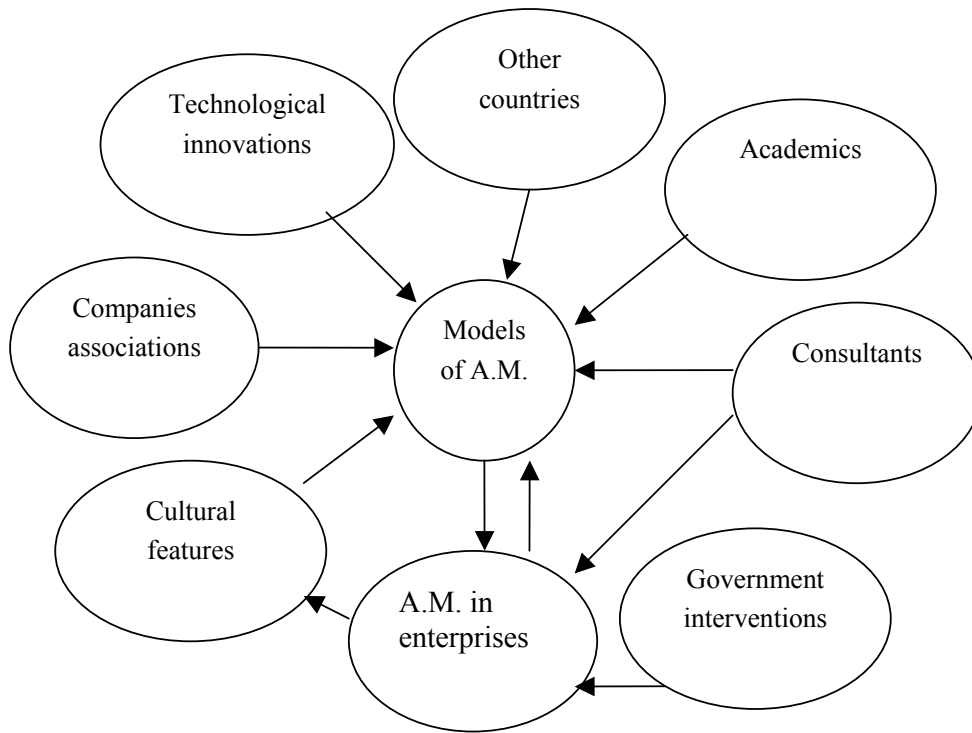 Other
countries
Technological
innovations
Academics
Companies
associations
Models
of A.M.
Consultants
Cultural
features
A.M. in
enterprises
Government
interventions